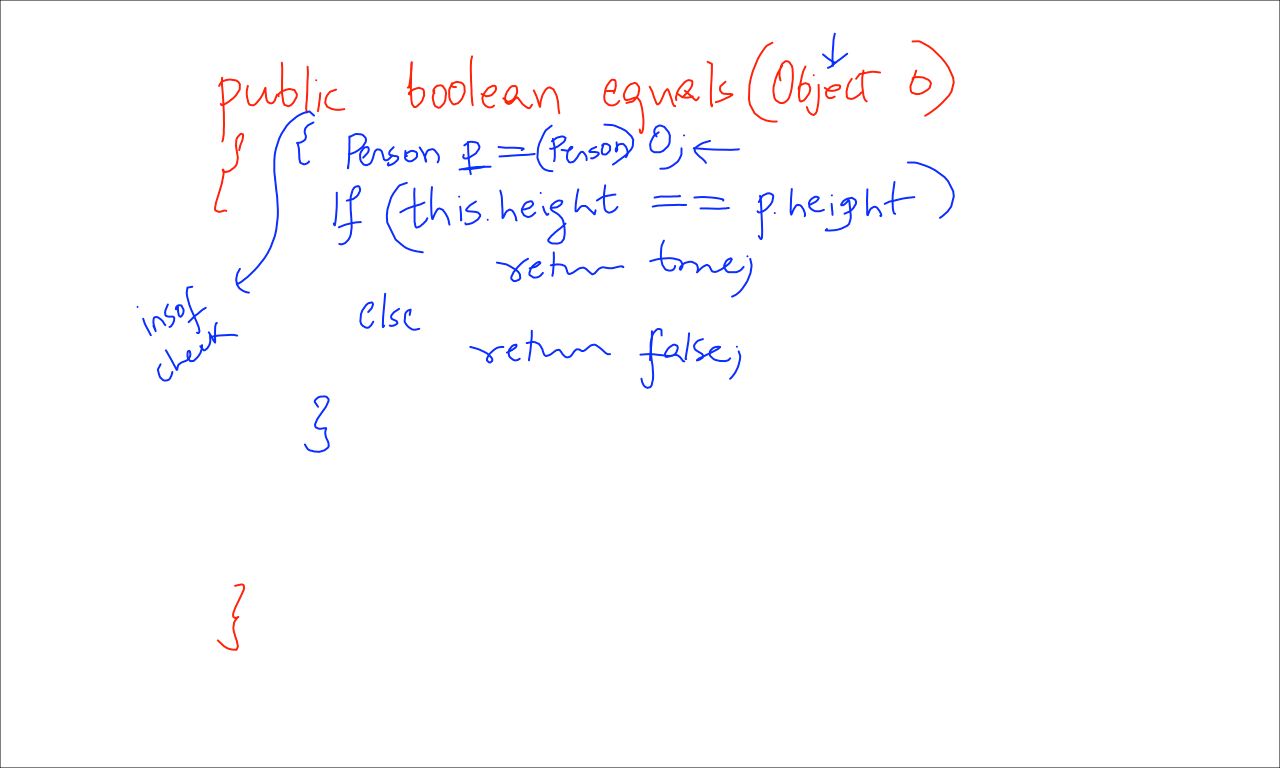 public boolean equals(Object o)
{
{ Person p = (Person) O; ←
If (this.height == p.height)
return true;
else
return false;
}
insof
check
}